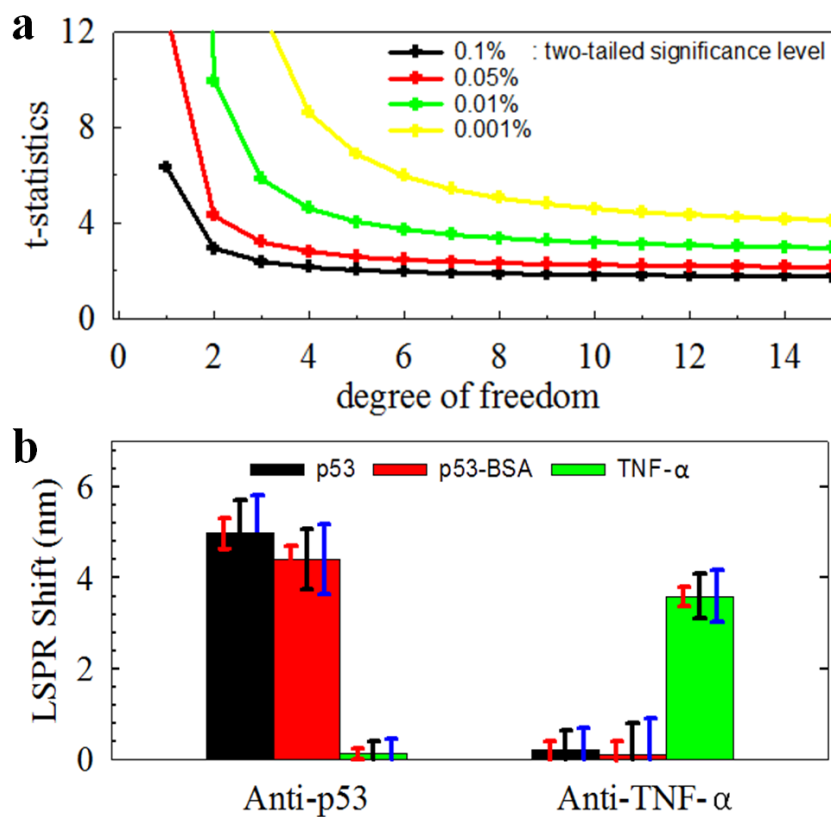 a
12
8
4
0
t-statistics
0.1% : two-tailed significance level
0.05%
0.01%
0.001%
0 2 4 6 8 10 12 14
degree of freedom
b
6
4
2
0
LSPR Shift (nm)
p53 p53-BSA TNF-α
Anti-p53 Anti-TNF-α